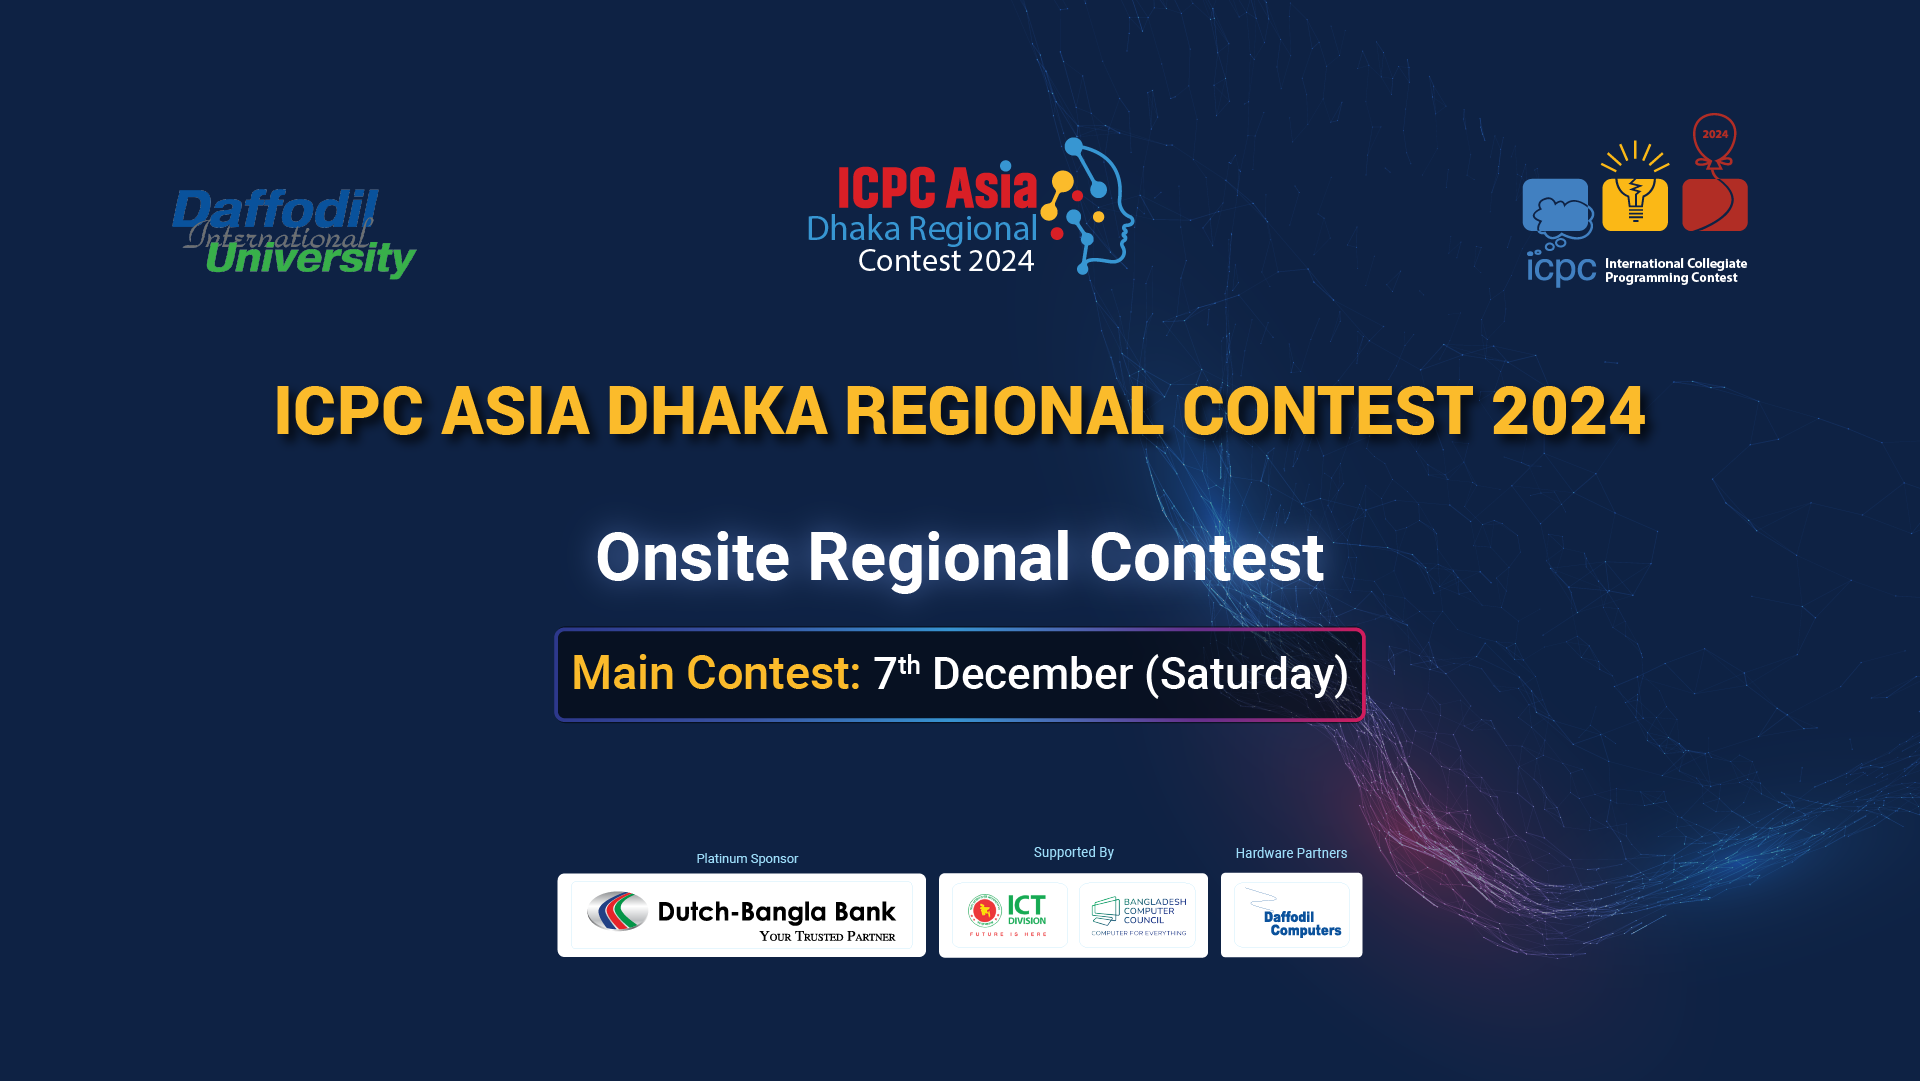 Daffodil
International
University
ICPC Asia
Dhaka Regional
Contest 2024
2024
icpc
International Collegiate
Programming Contest
ICPC ASIA DHAKA REGIONAL CONTEST 2024
Onsite Regional Contest
Main Contest: 7th December (Saturday)
Platinum Sponsor
Dutch-Bangla Bank
YOUR TRUSTED PARTNER
Supported By
ICT
DIVISION
FUTURE IS HERE
BANGLADESH
COMPUTER
COUNCIL
COMPUTER FOR EVERYTHING
Hardware Partners
Daffodil
Computers